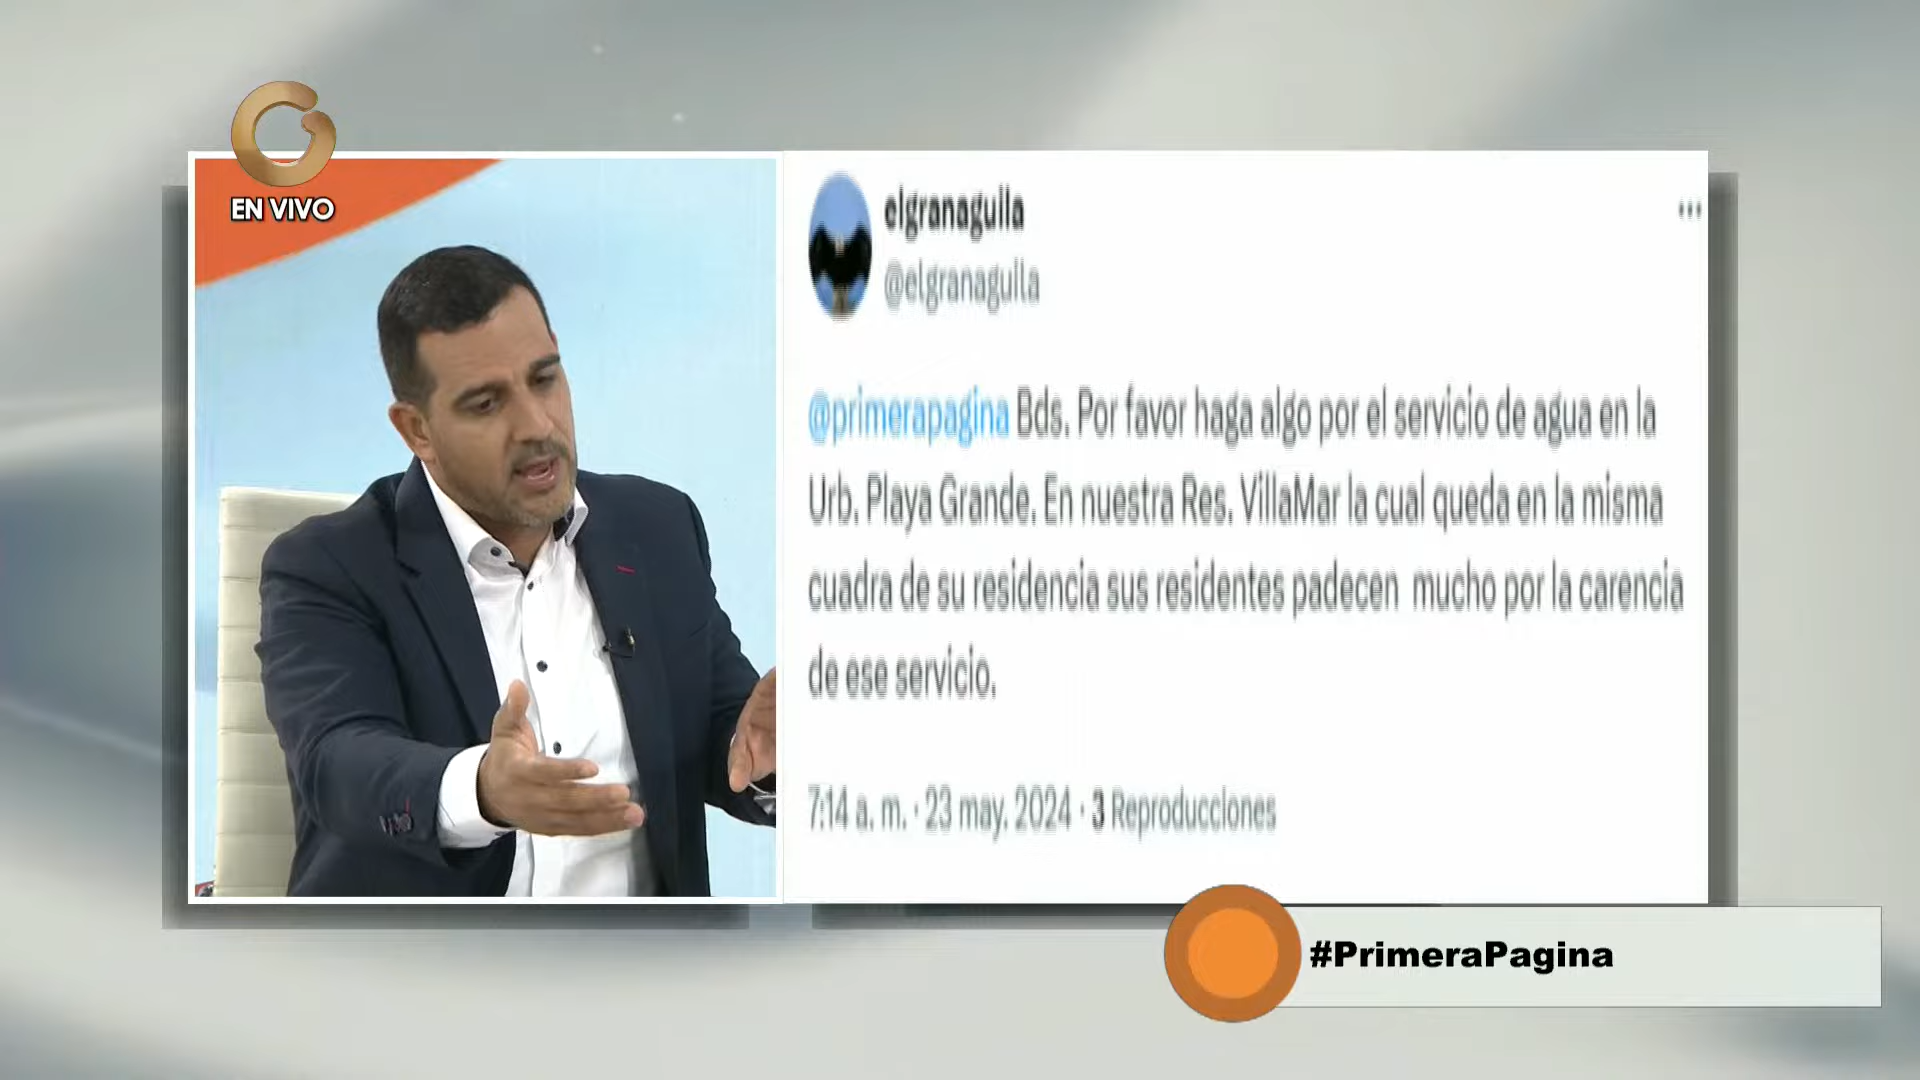 EN VIVO
elgranaguila
@elgranaguila
...
@primerapagina Bds. Por favor haga algo por el servicio de agua en la
Urb. Playa Grande. En nuestra Res. VillaMar la cual queda en la misma
cuadra de su residencia sus residentes padecen mucho por la carencia
de ese servicio.
7:14 a. m. · 23 may. 2024 · 3 Reproducciones
#PrimeraPagina